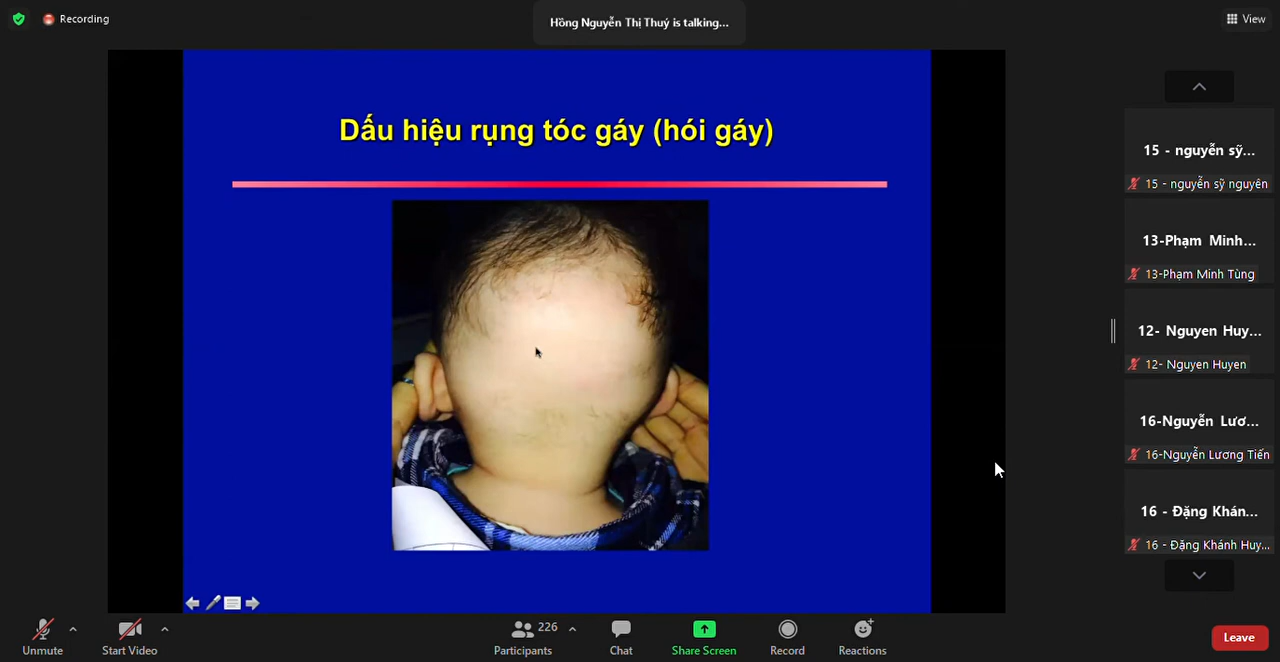 Recording
Hồng Nguyễn Thị Thuý is talking...
View
Dấu hiệu rụng tóc gáy (hói gáy)
15 - nguyễn sỹ...
15 - nguyễn sỹ nguyên
13-Phạm Minh...
13-Phạm Minh Tùng
12- Nguyen Huy...
12- Nguyen Huyen
16-Nguyễn Lươ...
16-Nguyễn Lương Tiến
16 - Đặng Khán...
16 - Đặng Khánh Huy...
Unmute
Start Video
226
Participants
Chat
Share Screen
Record
Reactions
Leave